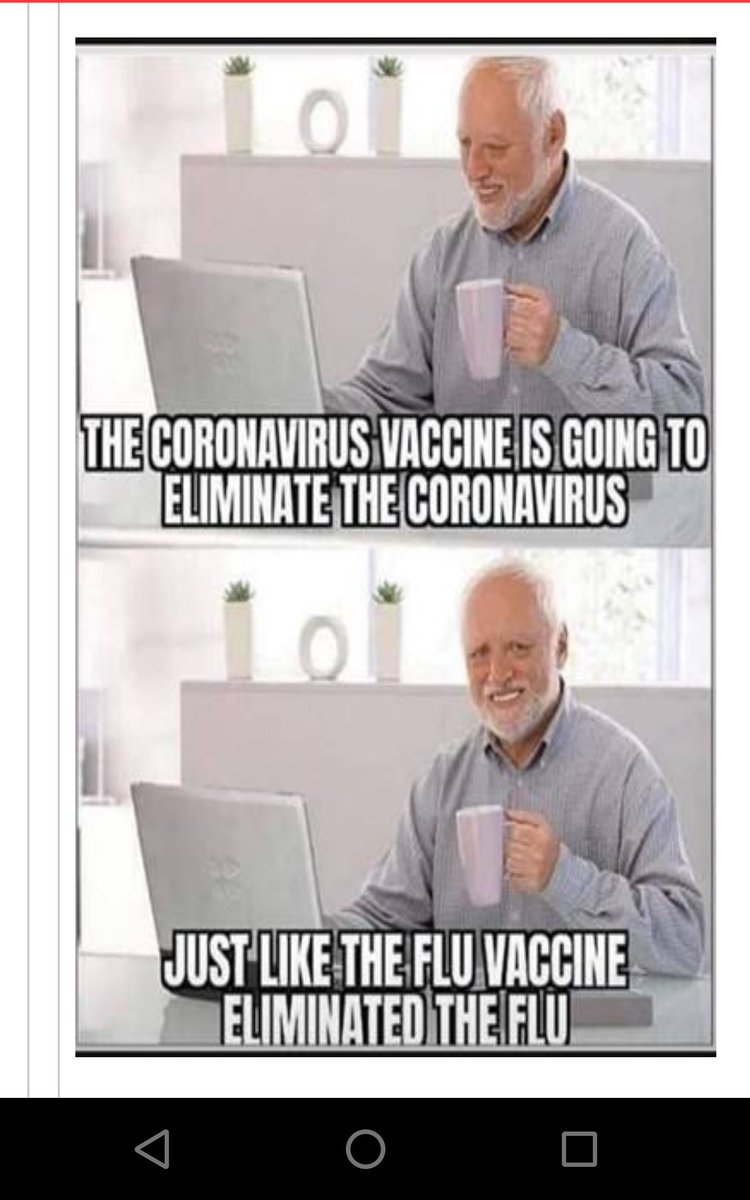 THE CORONAVIRUS VACCINE IS GOING TO
ELIMINATE THE CORONAVIRUS
JUST LIKE THE FLU VACCINE
ELIMINATED THE FLU